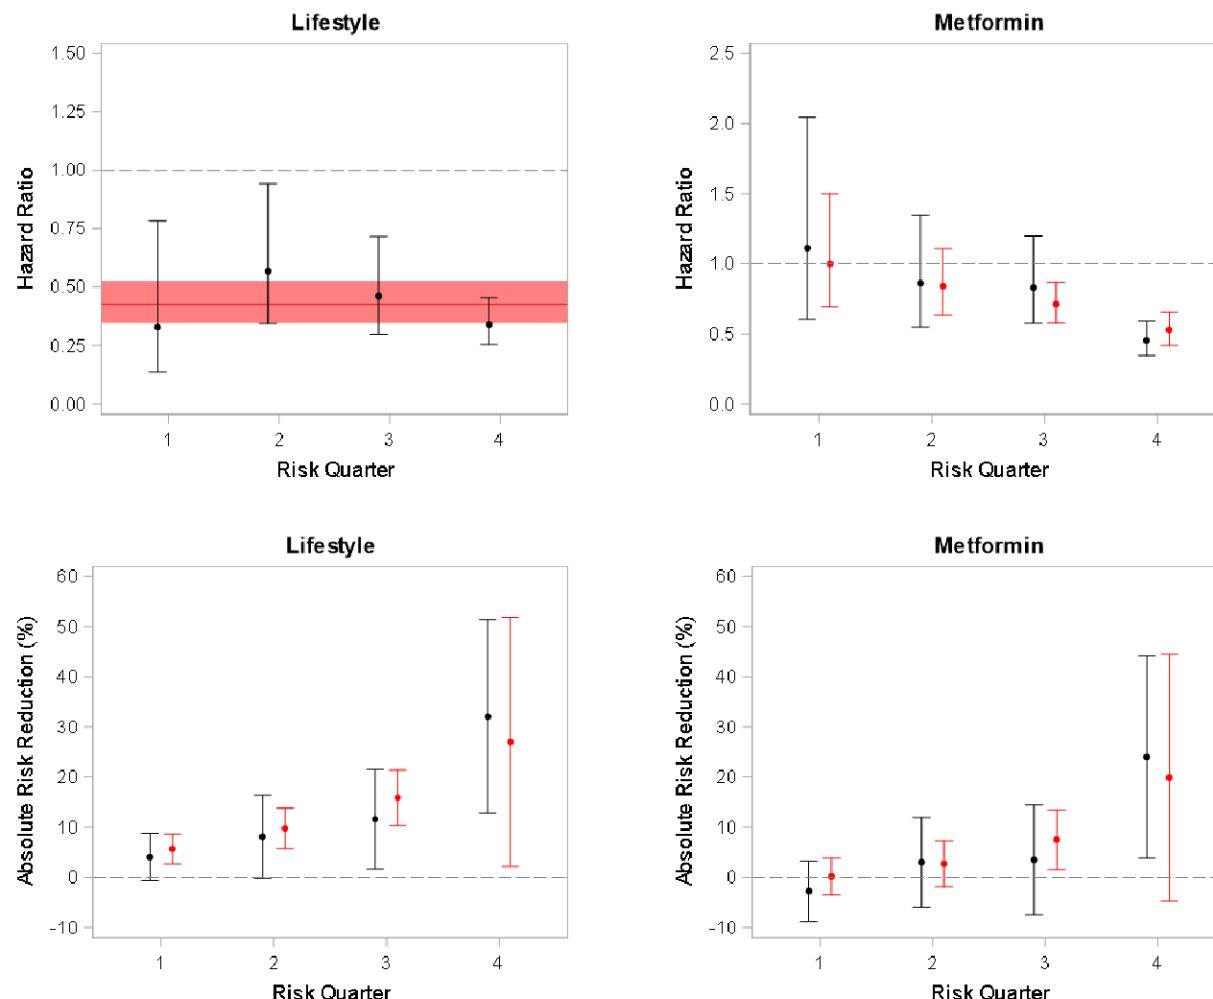 Lifestyle
Hazard Ratio
1.50
1.25
1.00
0.75
0.50
0.25
0.00
1 2 3 4
Risk Quarter
Metformin
Hazard Ratio
2.5
2.0
1.5
1.0
0.5
0.0
1 2 3 4
Risk Quarter
Lifestyle
Absolute Risk Reduction (%)
60
50
40
30
20
10
0
-10
1 2 3 4
Risk Quarter
Metformin
Absolute Risk Reduction (%)
60
50
40
30
20
10
0
-10
1 2 3 4
Risk Quarter